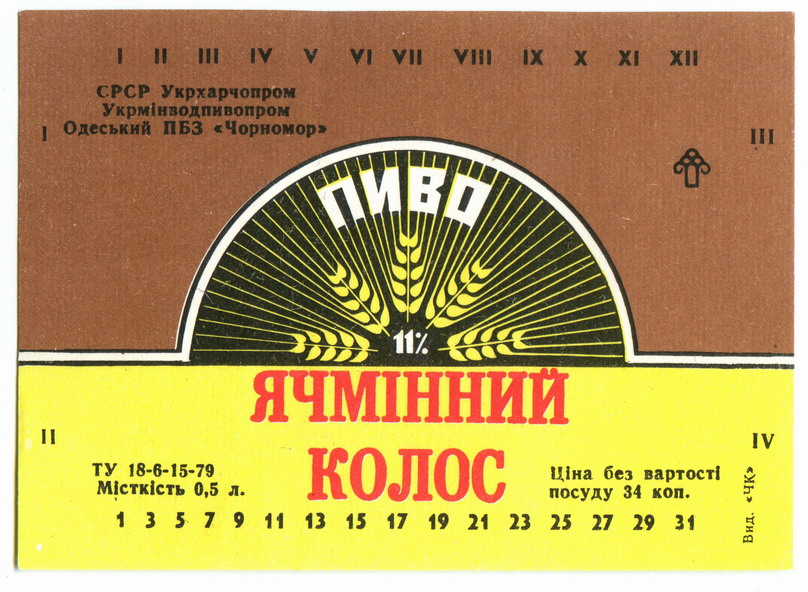 I II III IV V VI VII VIII IX X XI XII
СРСР Укрхарчопром
Укрмінводпивопром
Одеський ПБЗ «Чорномор»
I
III
ПИВО
11%
ЯЧМІННИЙ
КОЛОС
II
IV
ТУ 18-6-15-79
Місткість 0,5 л.
Ціна без вартості
посуду 34 коп.
Вид. «ЧК»
1 3 5 7 9 11 13 15 17 19 21 23 25 27 29 31